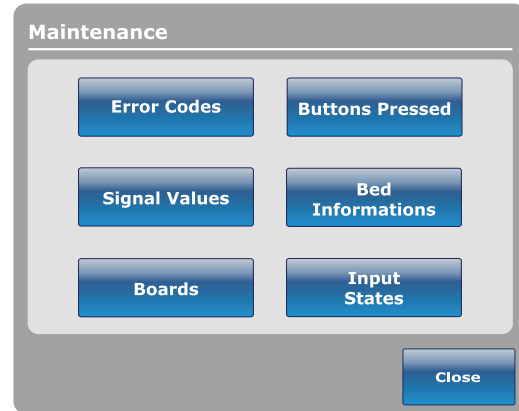 Maintenance
Error Codes
Buttons Pressed
Signal Values
Bed
Informations
Boards
Input
States
Close